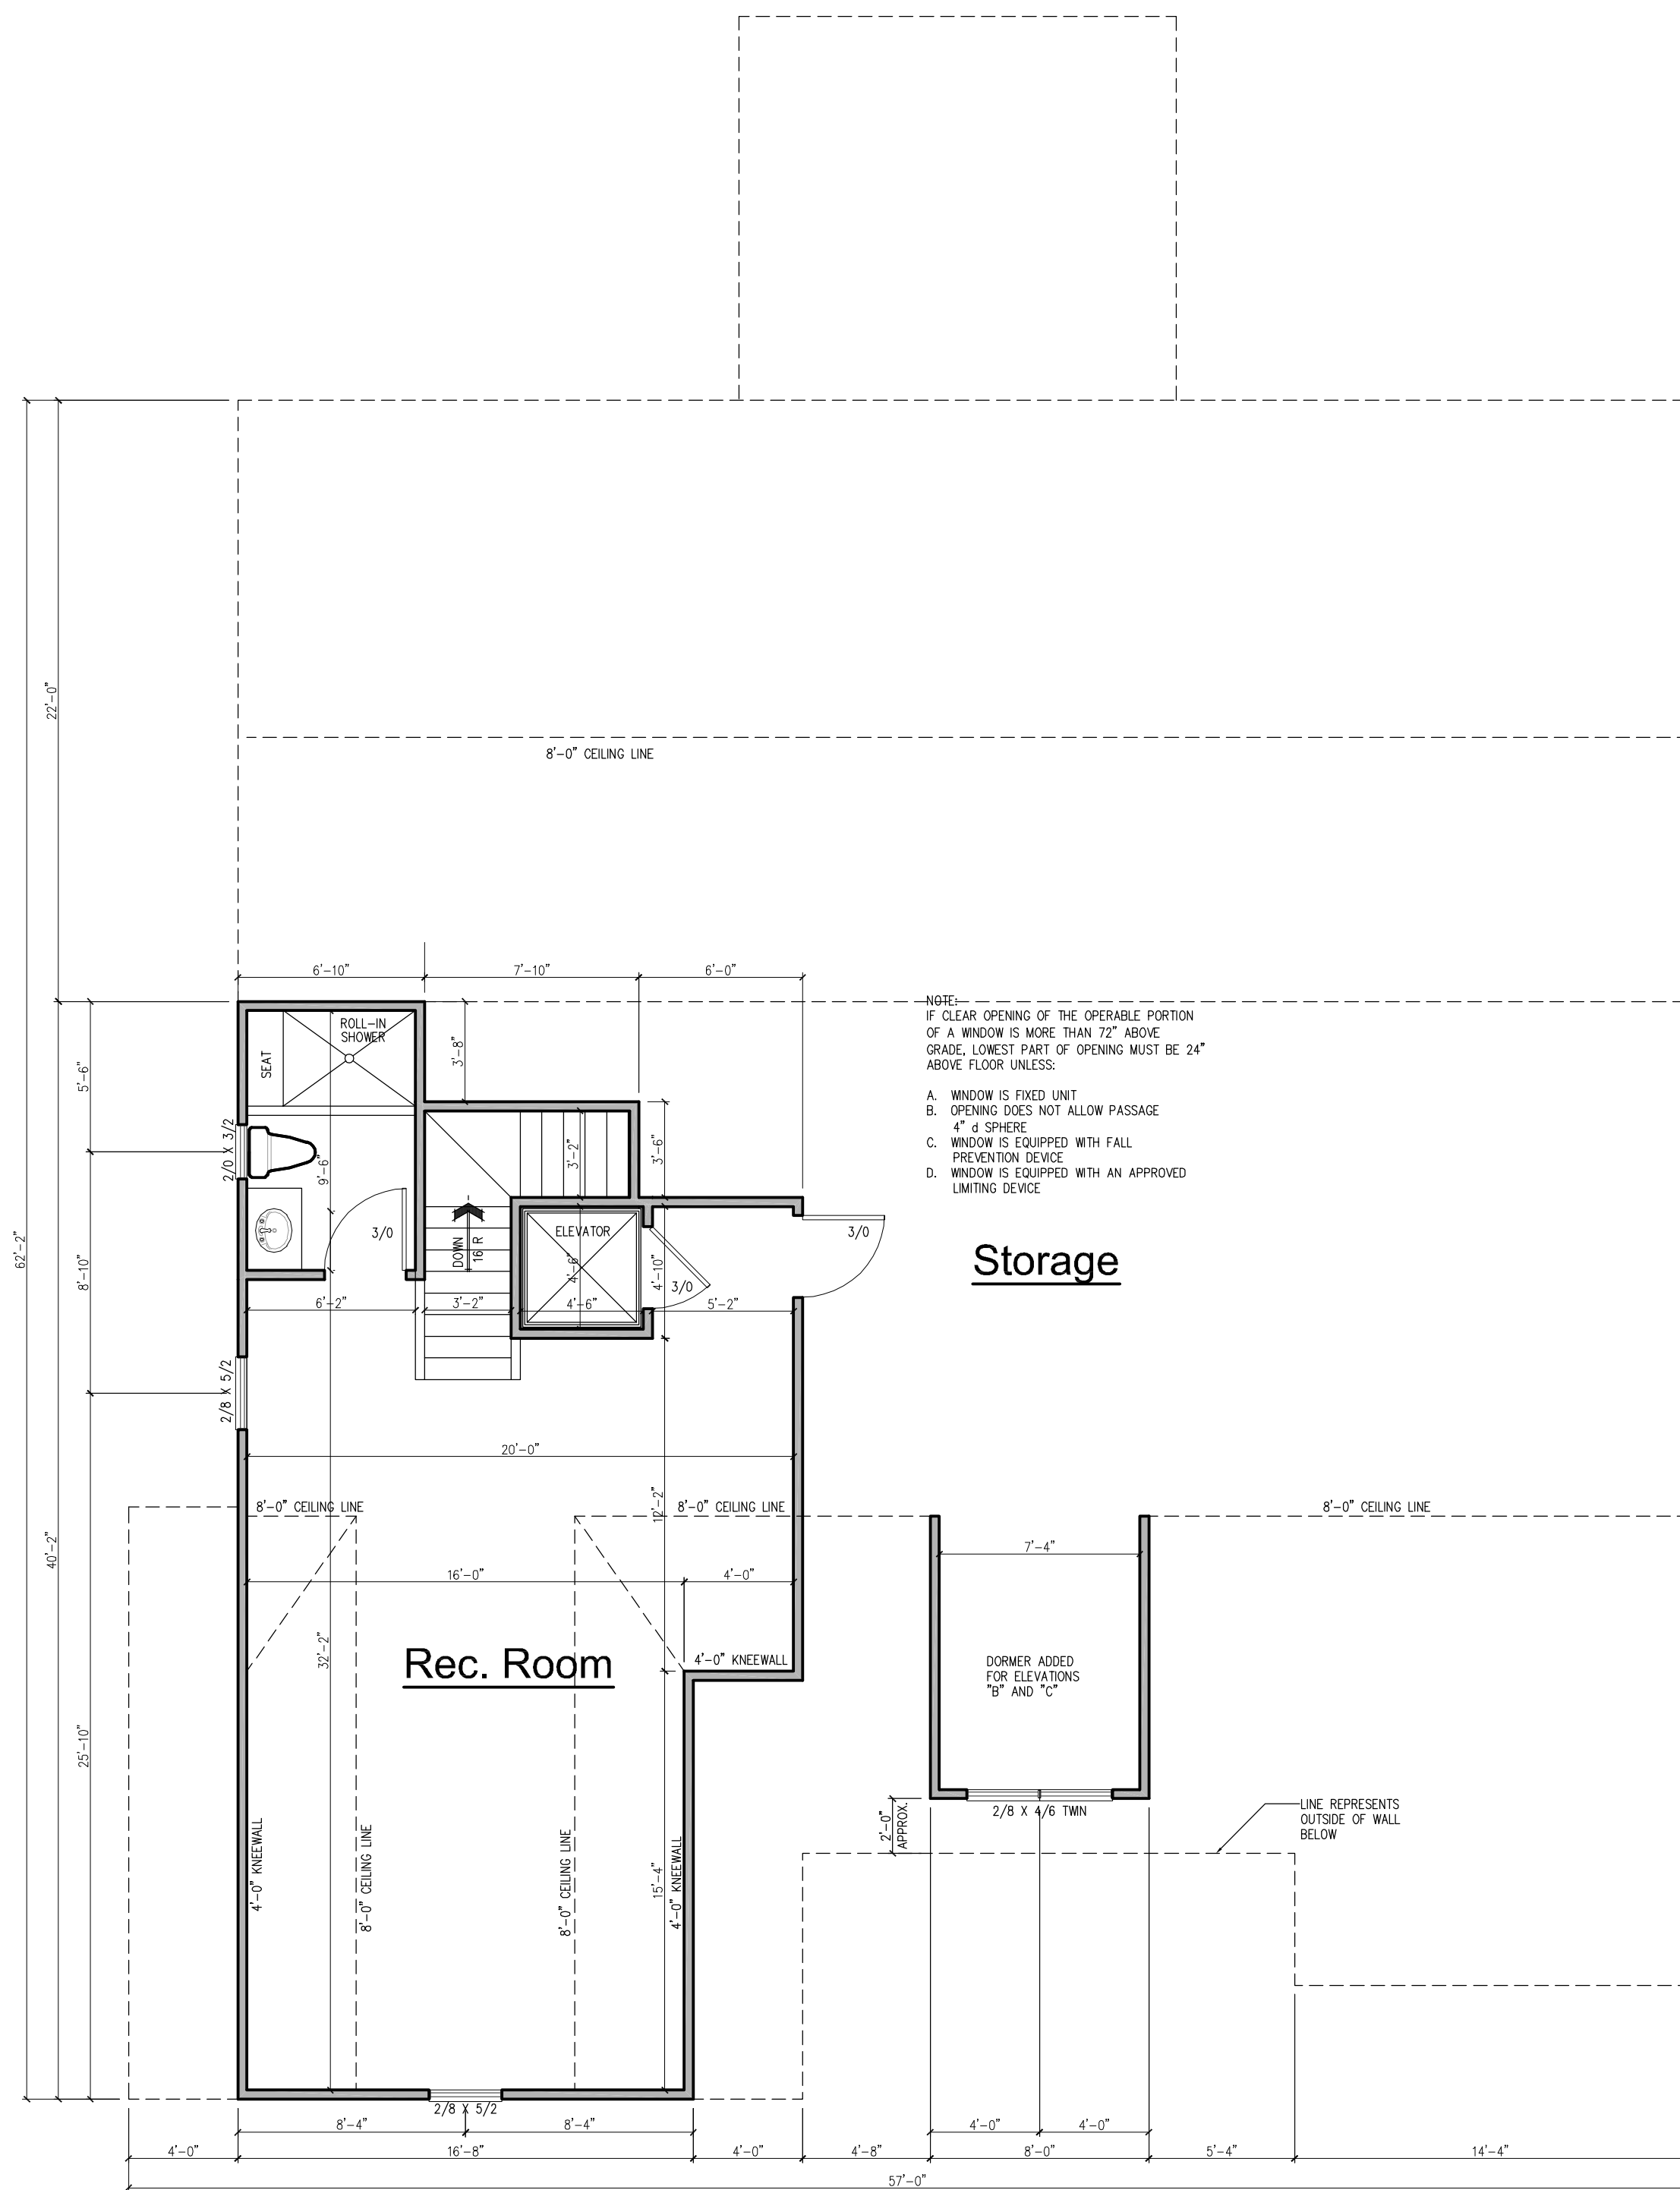 22'-0"
62'-2"
8'-0" CEILING LINE
6'-10"
7'-10"
6'-0"
5'-6"
3'-8"
ROLL-IN
SHOWER
SEAT
2/0 X 3/2
9'-6"
3'-2"
3'-6"
NOTE:
IF CLEAR OPENING OF THE OPERABLE PORTION
OF A WINDOW IS MORE THAN 72" ABOVE
GRADE, LOWEST PART OF OPENING MUST BE 24"
ABOVE FLOOR UNLESS:
A. WINDOW IS FIXED UNIT
B. OPENING DOES NOT ALLOW PASSAGE
4" d SPHERE
C. WINDOW IS EQUIPPED WITH FALL
PREVENTION DEVICE
D. WINDOW IS EQUIPPED WITH AN APPROVED
LIMITING DEVICE
3/0
DOWN
16 R
ELEVATOR
4'-6"
4'-10"
3/0
3/0
Storage
8'-10"
6'-2"
3'-2"
4'-6"
5'-2"
2/8 X 5/2
20'-0"
40'-2"
8'-0" CEILING LINE
8'-0" CEILING LINE
12'-2"
8'-0" CEILING LINE
7'-4"
16'-0"
4'-0"
32'-2"
Rec. Room
4'-0" KNEEWALL
DORMER ADDED
FOR ELEVATIONS
"B" AND "C"
25'-10"
4'-0" KNEEWALL
8'-0" CEILING LINE
8'-0" CEILING LINE
15'-4"
4'-0" KNEEWALL
2'-0"
APPROX.
2/8 X 4/6 TWIN
LINE REPRESENTS
OUTSIDE OF WALL
BELOW
2/8 X 5/2
8'-4"
8'-4"
4'-0"
4'-0"
4'-0"
16'-8"
4'-0"
4'-8"
8'-0"
5'-4"
14'-4"
57'-0"